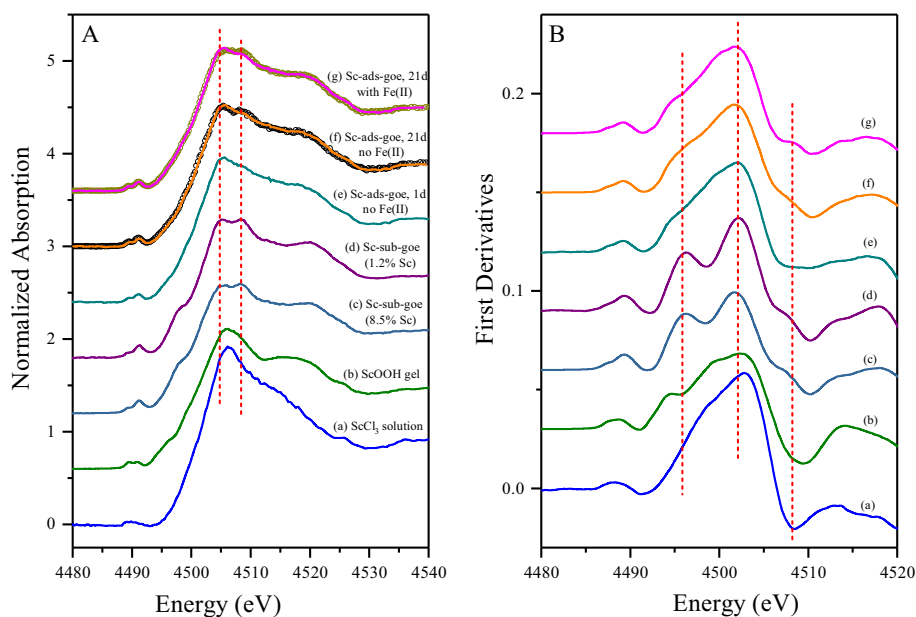 A
B
5
4
3
2
1
0
Normalized Absorption
(g) Sc-ads-goe, 21d
with Fe(II)
(f) Sc-ads-goe, 21d
no Fe(II)
(e) Sc-ads-goe, 1d
no Fe(II)
(d) Sc-sub-goe
(1.2% Sc)
(c) Sc-sub-goe
(8.5% Sc)
(b) ScOOH gel
(a) ScCl₃ solution
4480 4490 4500 4510 4520 4530 4540
Energy (eV)
0.2
0.1
0.0
First Derivatives
(g)
(f)
(e)
(d)
(c)
(b)
(a)
4480 4490 4500 4510 4520
Energy (eV)